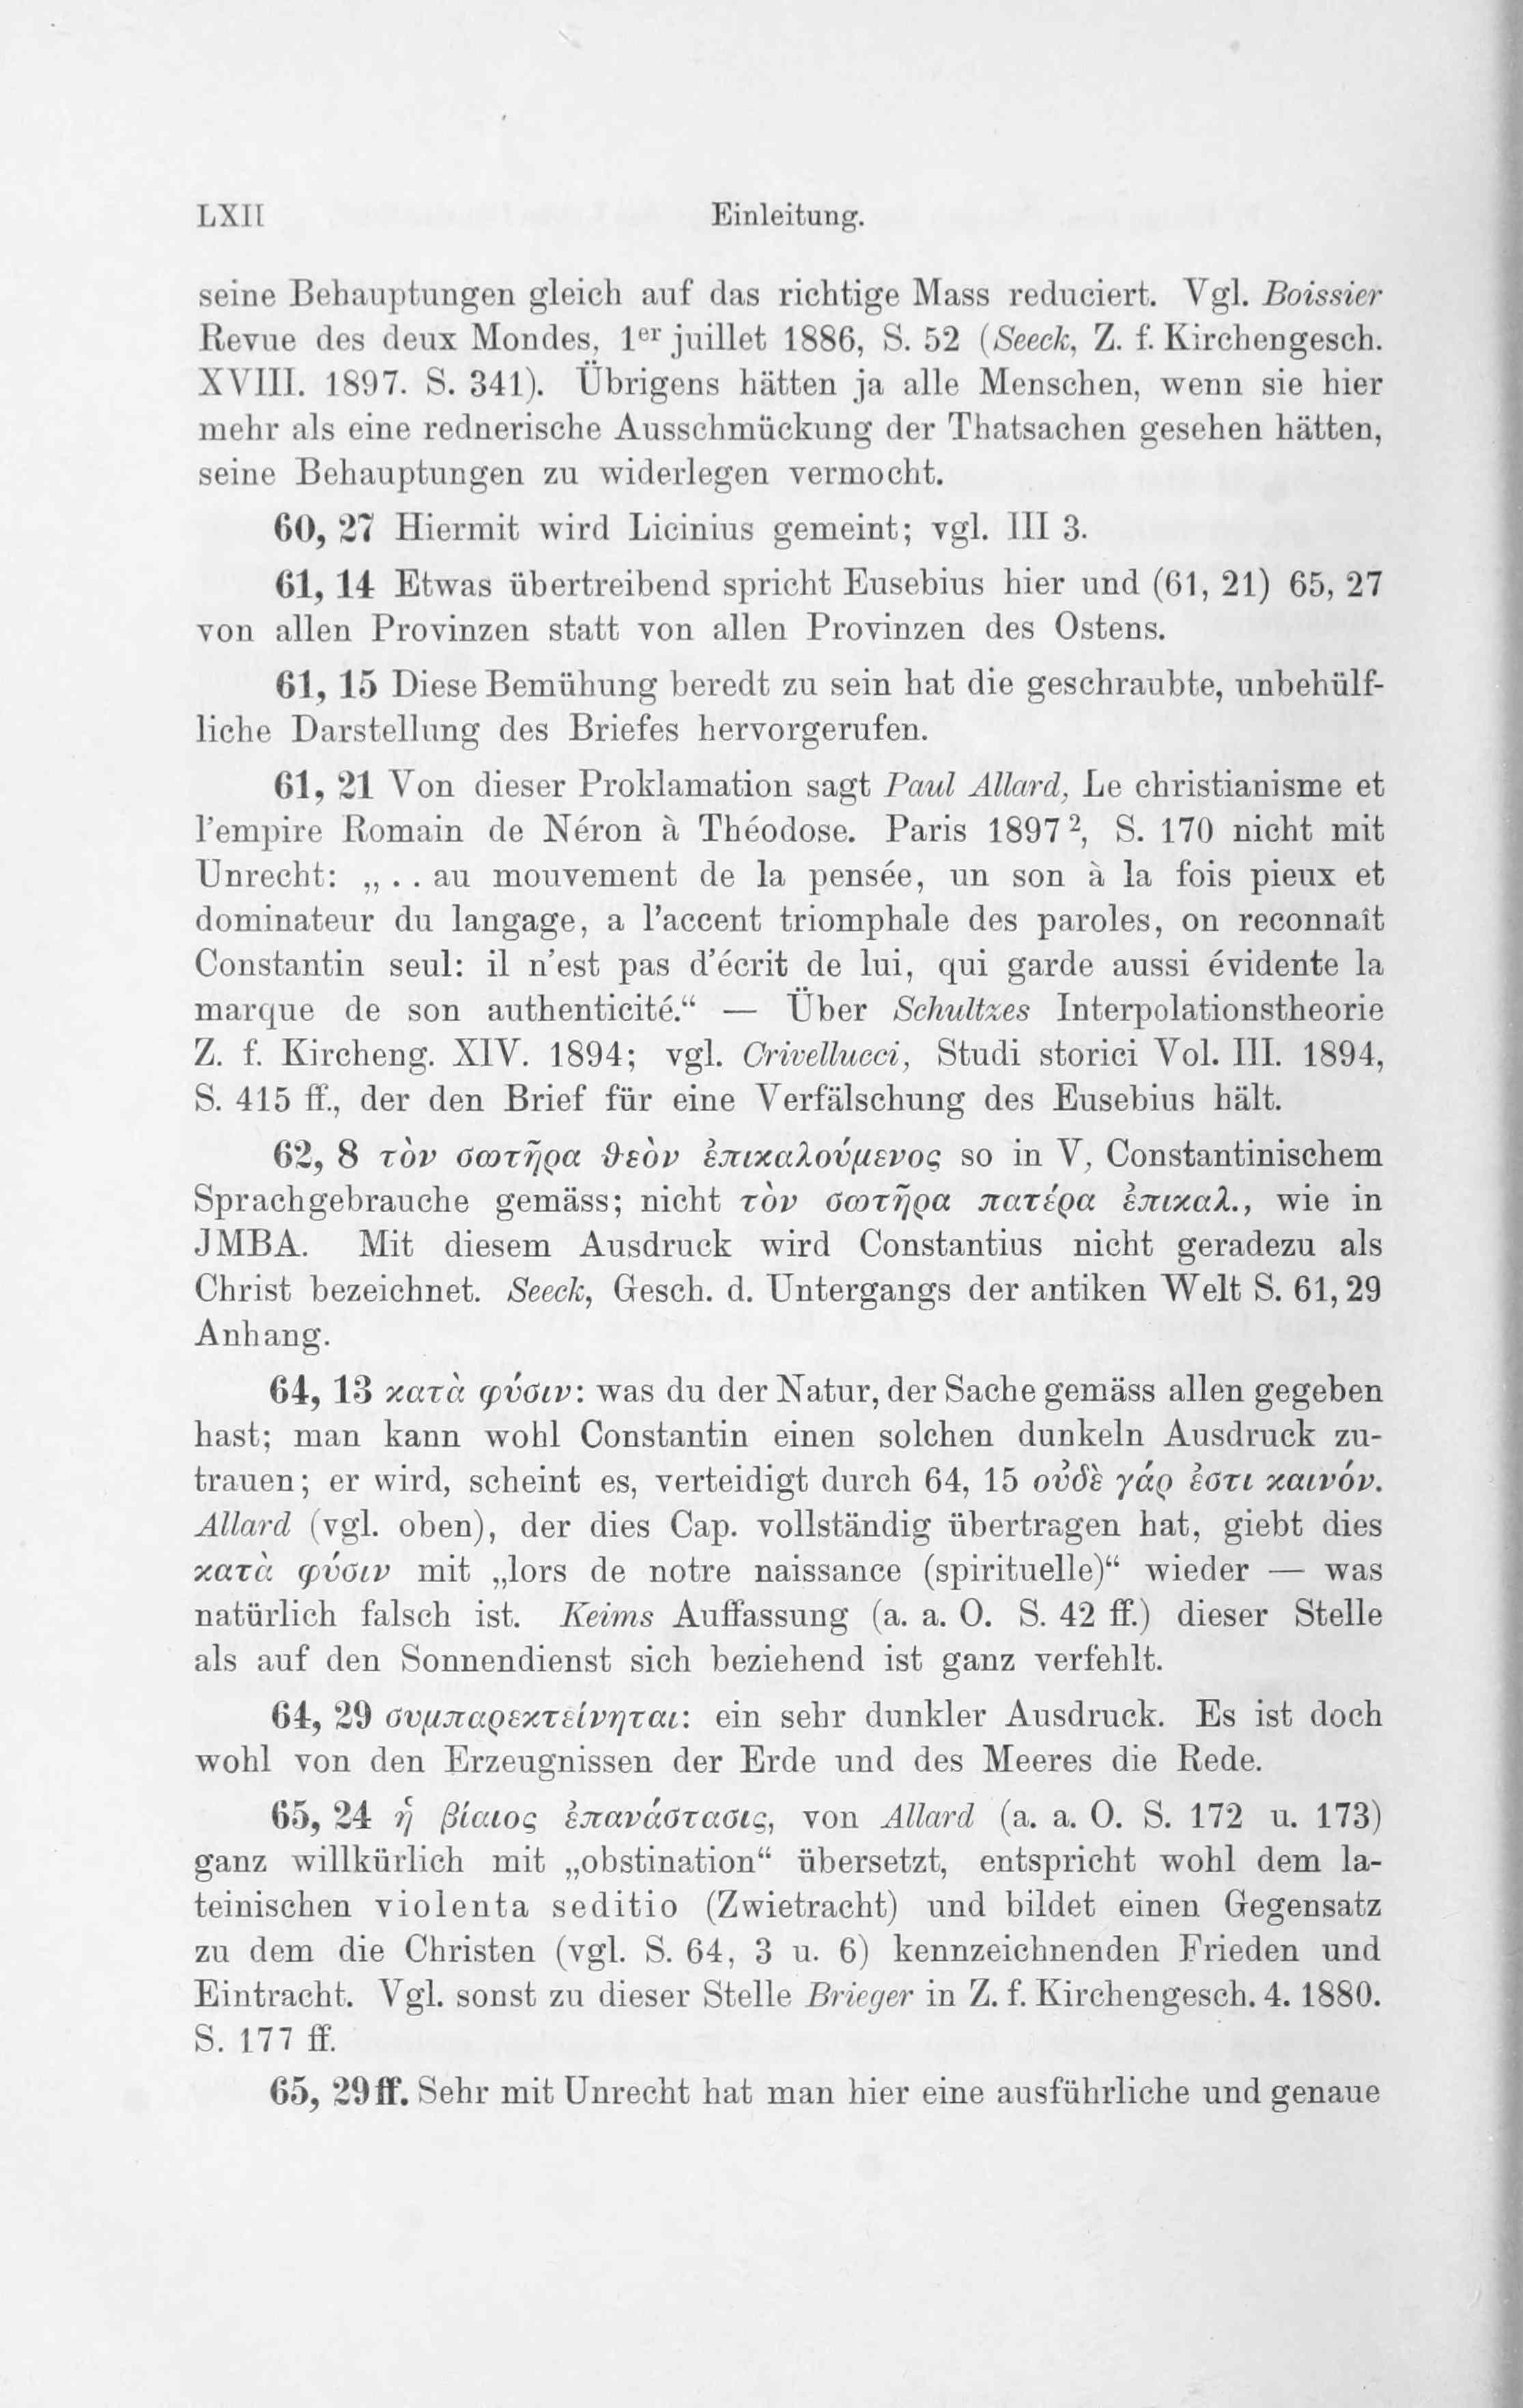 LXII Einleitung.
seine Behauptungen gleich auf das richtige Mass reduciert. Vgl. Boissier
Revue des deux Mondes, 1er juillet 1886, S. 52 (Seeck, Z. f. Kirchengesch.
XVIII. 1897. S. 341). Übrigens hätten ja alle Menschen, wenn sie hier
mehr als eine rednerische Ausschmückung der Thatsachen gesehen hätten,
seine Behauptungen zu widerlegen vermocht.
60, 27 Hiermit wird Licinius gemeint; vgl. III 3.
61, 14 Etwas übertreibend spricht Eusebius hier und (61, 21) 65, 27
von allen Provinzen statt von allen Provinzen des Ostens.
61, 15 Diese Bemühung beredt zu sein hat die geschraubte, unbehülf-
liche Darstellung des Briefes hervorgerufen.
61, 21 Von dieser Proklamation sagt Paul Allard, Le christianisme et
l'empire Romain de Néron à Théodose. Paris 1897², S. 170 nicht mit
Unrecht: „ . . au mouvement de la pensée, un son à la fois pieux et
dominateur du langage, a l'accent triomphale des paroles, on reconnaît
Constantin seul: il n'est pas d'écrit de lui, qui garde aussi évidente la
marque de son authenticité.“ — Über Schultzes Interpolationstheorie
Z. f. Kircheng. XIV. 1894; vgl. Crivellucci, Studi storici Vol. III. 1894,
S. 415 ff., der den Brief für eine Verfälschung des Eusebius hält.
62, 8 τὸν σωτῆρα θεὸν ἐπικαλούμενος so in V, Constantinischem
Sprachgebrauche gemäss; nicht τὸν σωτῆρα πατέρα ἐπικαλ., wie in
JMBA. Mit diesem Ausdruck wird Constantius nicht geradezu als
Christ bezeichnet. Seeck, Gesch. d. Untergangs der antiken Welt S. 61, 29
Anhang.
64, 13 κατὰ φύσιν: was du der Natur, der Sache gemäss allen gegeben
hast; man kann wohl Constantin einen solchen dunkeln Ausdruck zu-
trauen; er wird, scheint es, verteidigt durch 64, 15 οὐδὲ γάρ ἐστι καινόν.
Allard (vgl. oben), der dies Cap. vollständig übertragen hat, giebt dies
κατὰ φύσιν mit „lors de notre naissance (spirituelle)“ wieder — was
natürlich falsch ist. Keims Auffassung (a. a. O. S. 42 ff.) dieser Stelle
als auf den Sonnendienst sich beziehend ist ganz verfehlt.
64, 29 συμπαρεκτείνηται: ein sehr dunkler Ausdruck. Es ist doch
wohl von den Erzeugnissen der Erde und des Meeres die Rede.
65, 24 ἡ βίαιος ἐπανάστασις, von Allard (a. a. O. S. 172 u. 173)
ganz willkürlich mit „obstination“ übersetzt, entspricht wohl dem la-
teinischen violenta seditio (Zwietracht) und bildet einen Gegensatz
zu dem die Christen (vgl. S. 64, 3 u. 6) kennzeichnenden Frieden und
Eintracht. Vgl. sonst zu dieser Stelle Brieger in Z. f. Kirchengesch. 4. 1880.
S. 177 ff.
65, 29 ff. Sehr mit Unrecht hat man hier eine ausführliche und genaue